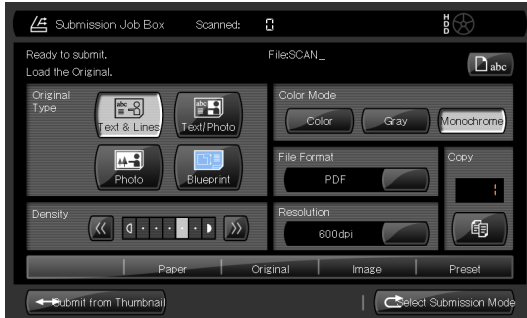 Submission Job Box Scanned: 0 HDD
Ready to submit. File:SCAN_
Load the Original. abc
Original Type
Text & Lines
Text/Photo
Photo
Blueprint
Color Mode
Color Gray Monochrome
File Format
PDF
Copy
1
Density
Resolution
600dpi
Paper Original Image Preset
Submit from Thumbnail
Select Submission Mode